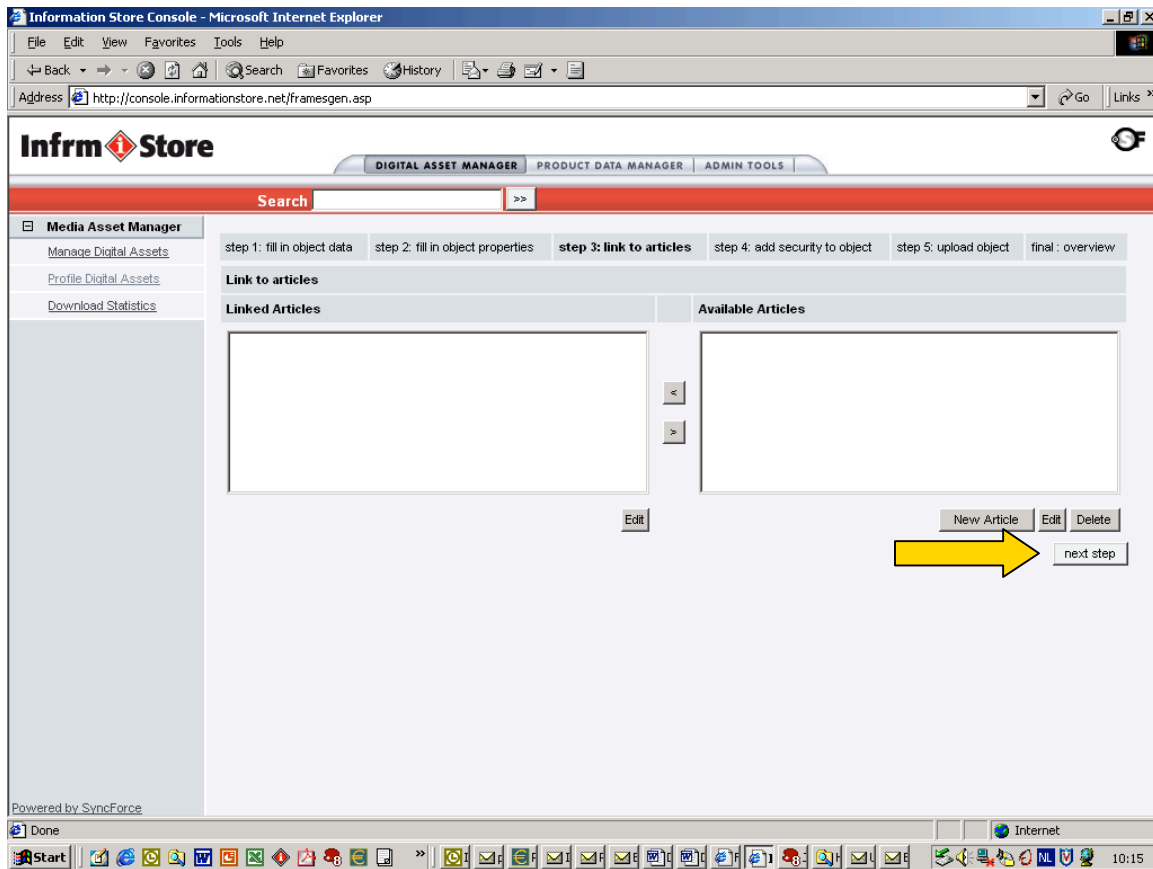 Information Store Console - Microsoft Internet Explorer
File Edit View Favorites Tools Help
Back Search Favorites History
Address http://console.informationstore.net/framesgen.asp Go Links »
Infrm i Store
DIGITAL ASSET MANAGER PRODUCT DATA MANAGER ADMIN TOOLS
Search >>
Media Asset Manager
Manage Digital Assets
Profile Digital Assets
Download Statistics
step 1: fill in object data step 2: fill in object properties step 3: link to articles step 4: add security to object step 5: upload object final : overview
Link to articles
Linked Articles Available Articles
<
>
Edit New Article Edit Delete
next step
Powered by SyncForce
Done Internet
Start » NL 10:15